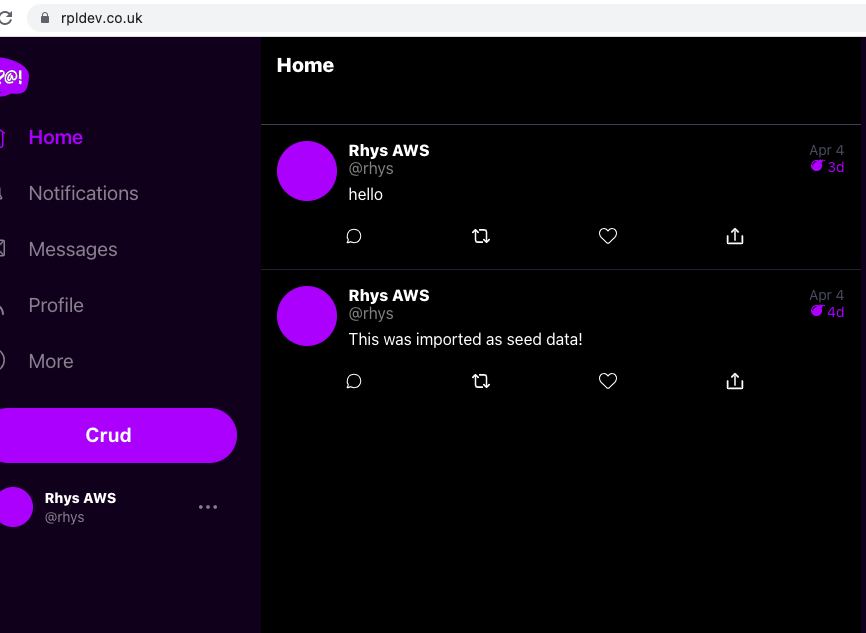 rpldev.co.uk
?@!
Home
Notifications
Messages
Profile
More
Crud
Rhys AWS
@rhys
Home
Rhys AWS
@rhys
Apr 4
3d
hello
Rhys AWS
@rhys
Apr 4
4d
This was imported as seed data!